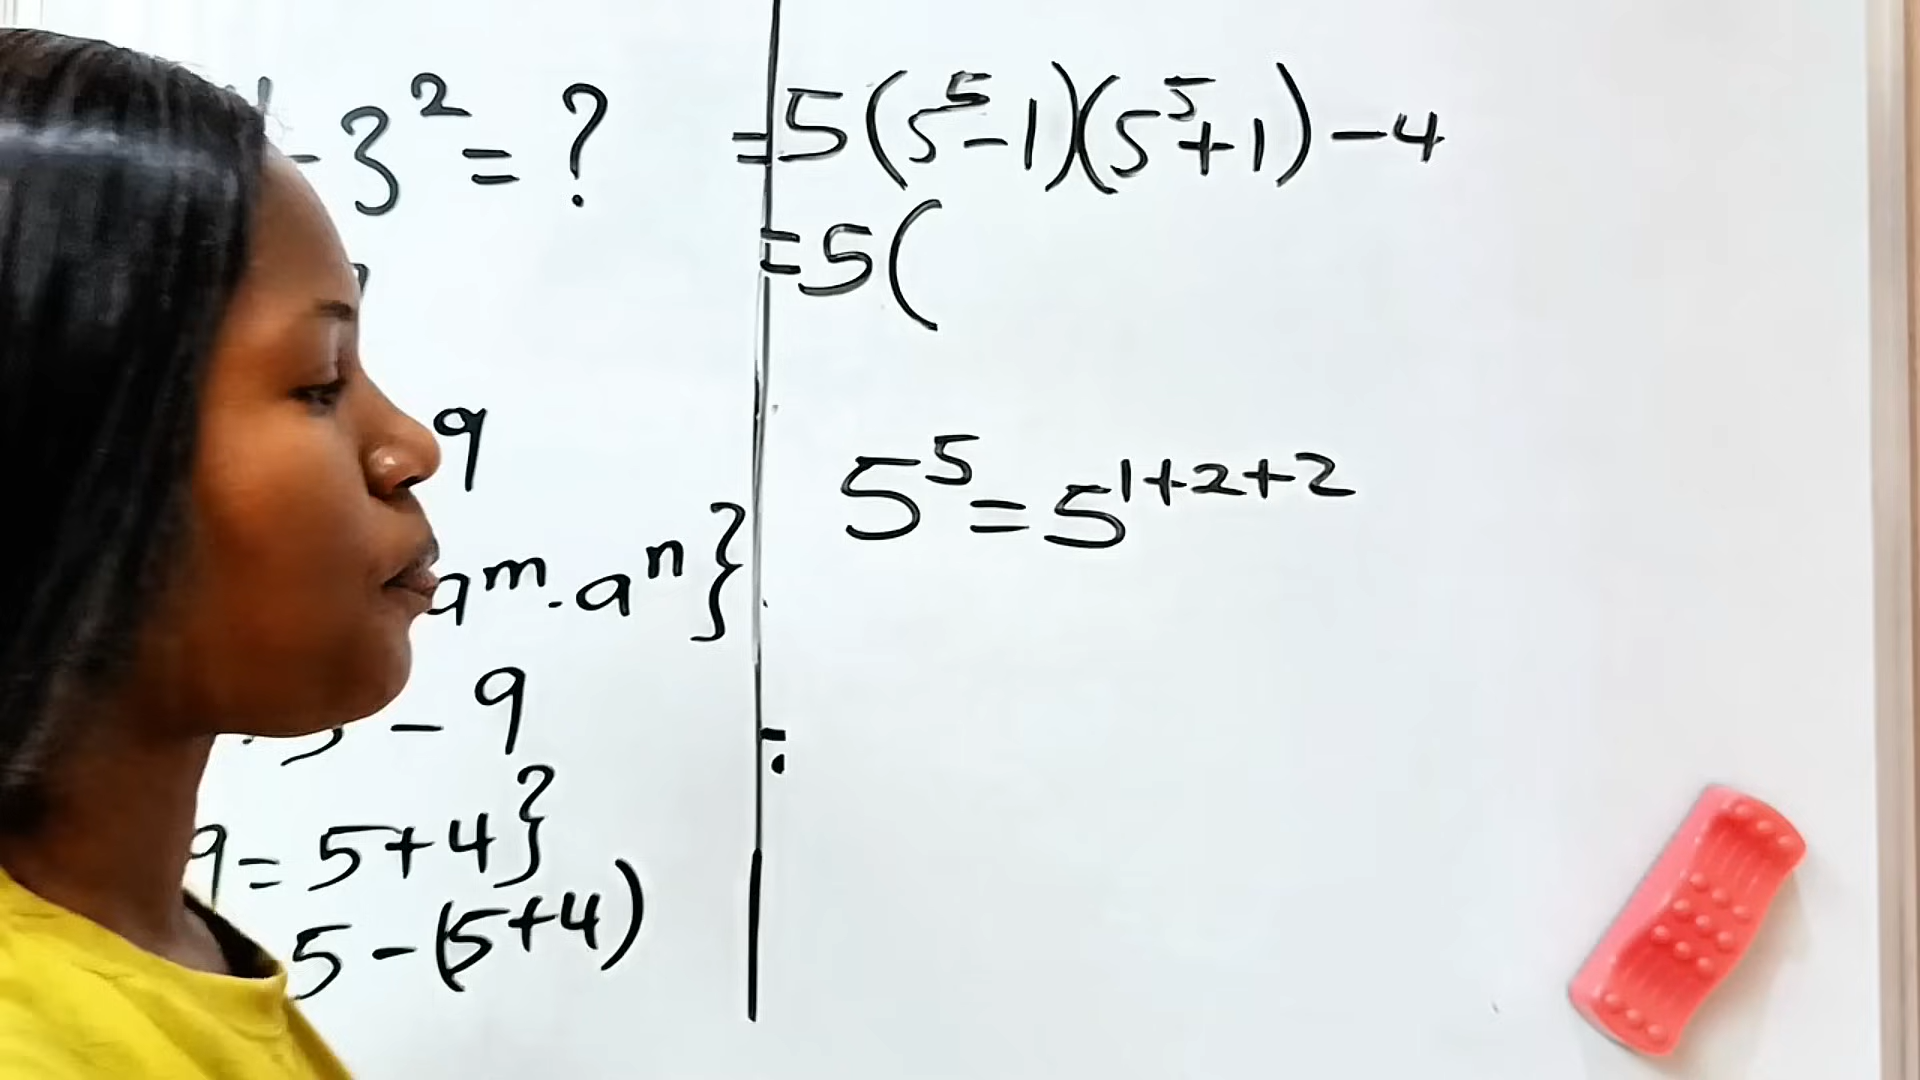 - 3² = ?
9
aᵐ . aⁿ}
- 9
9 = 5+4}
5 - (5+4)
= 5(5⁵ - 1)(5⁵ + 1) - 4
= 5(
5⁵ = 5¹⁺²⁺²